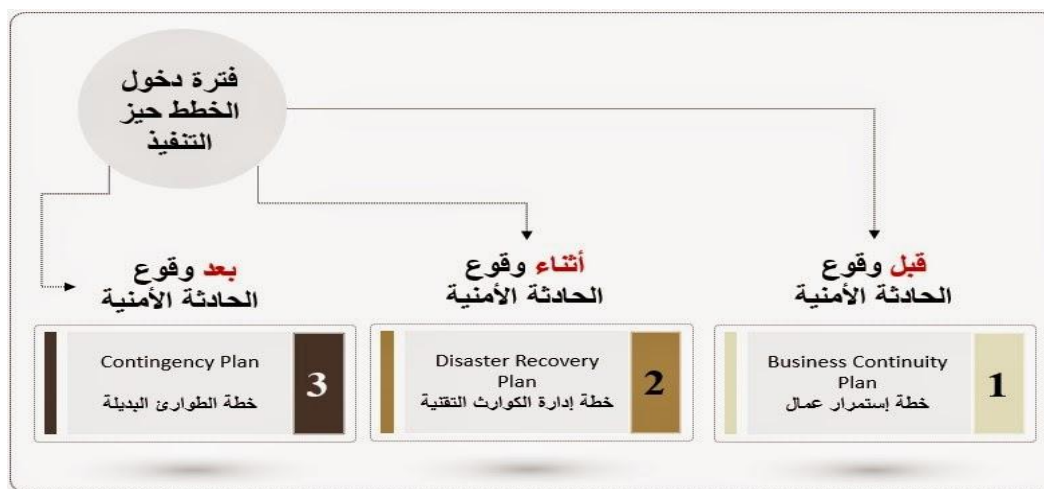 فترة دخول
الخطط حيز
التنفيذ
قبل وقوع
الحادثة الأمنية
1
Business Continuity
Plan
خطة إستمرار عمال
أثناء وقوع
الحادثة الأمنية
2
Disaster Recovery
Plan
خطة إدارة الكوارث التقنية
بعد وقوع
الحادثة الأمنية
3
Contingency Plan
خطة الطوارئ البديلة